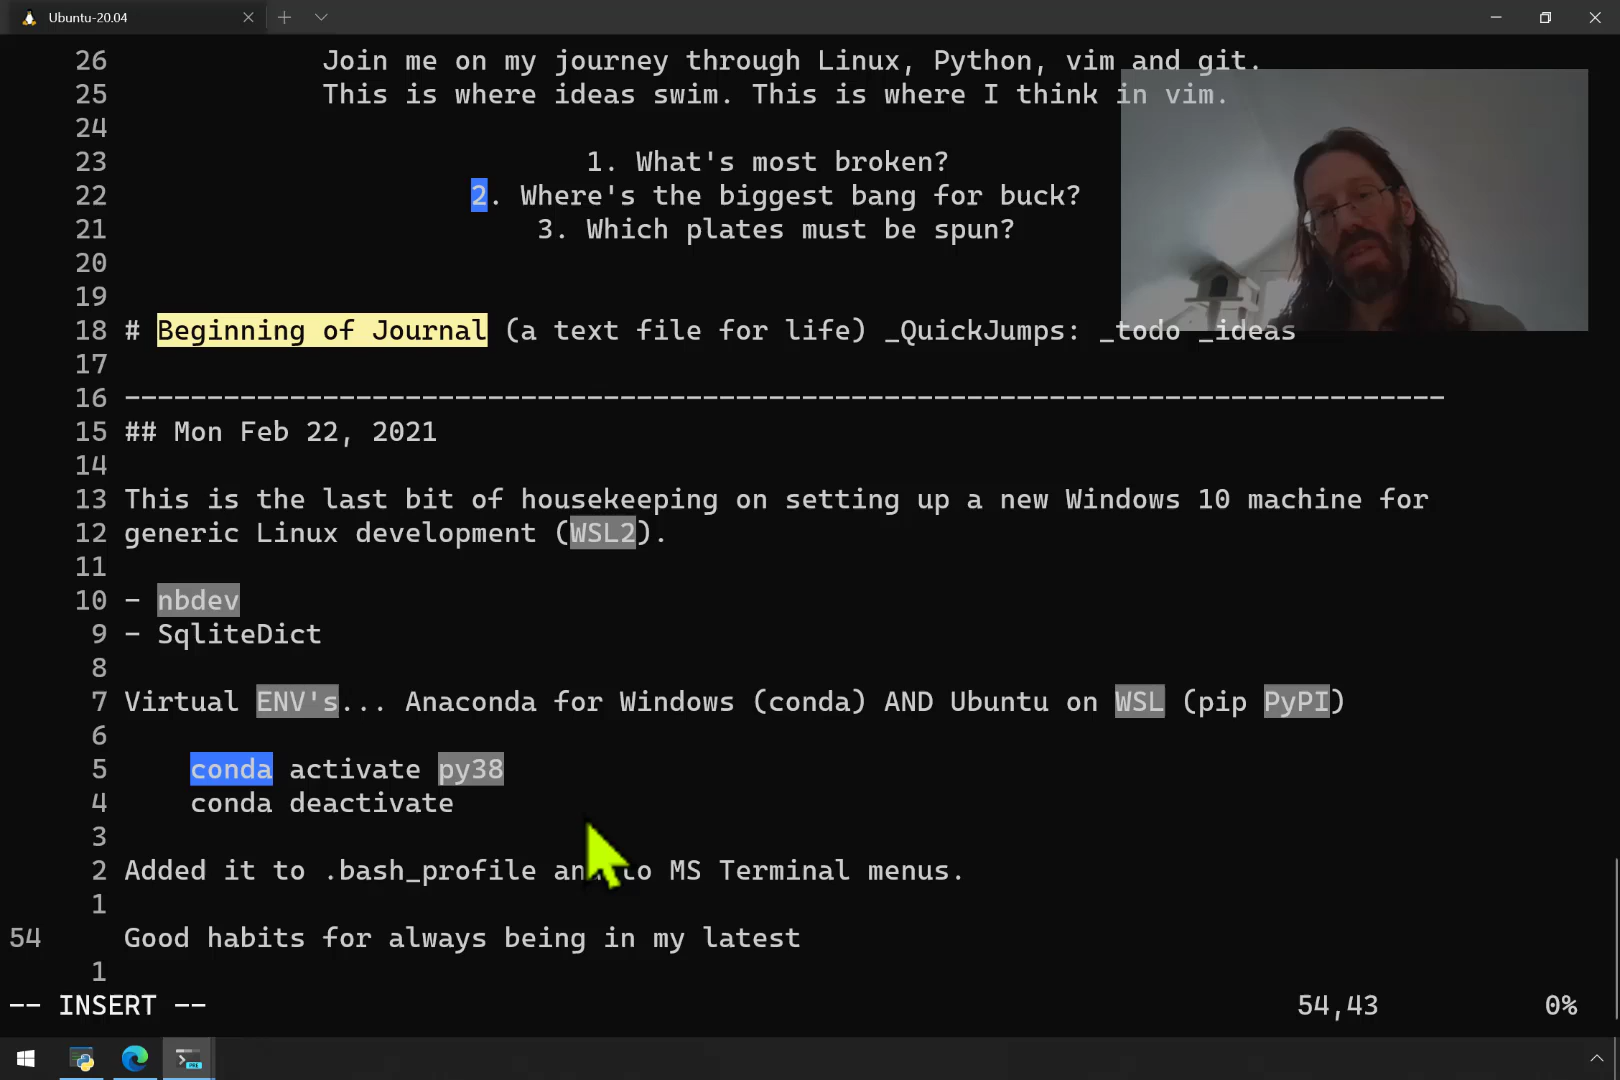 Ubuntu-20.04
26 Join me on my journey through Linux, Python, vim and git.
25 This is where ideas swim. This is where I think in vim.
24
23 1. What's most broken?
22 2. Where's the biggest bang for buck?
21 3. Which plates must be spun?
20
19
18 # Beginning of Journal (a text file for life) _QuickJumps: _todo _ideas
17
16 --------------------------------------------------------------------------------
15 ## Mon Feb 22, 2021
14
13 This is the last bit of housekeeping on setting up a new Windows 10 machine for
12 generic Linux development (WSL2).
11
10 - nbdev
9 - SqliteDict
8
7 Virtual ENV's... Anaconda for Windows (conda) AND Ubuntu on WSL (pip PyPI)
6
5 conda activate py38
4 conda deactivate
3
2 Added it to .bash_profile and to MS Terminal menus.
1
54 Good habits for always being in my latest
1
-- INSERT -- 54,43 0%